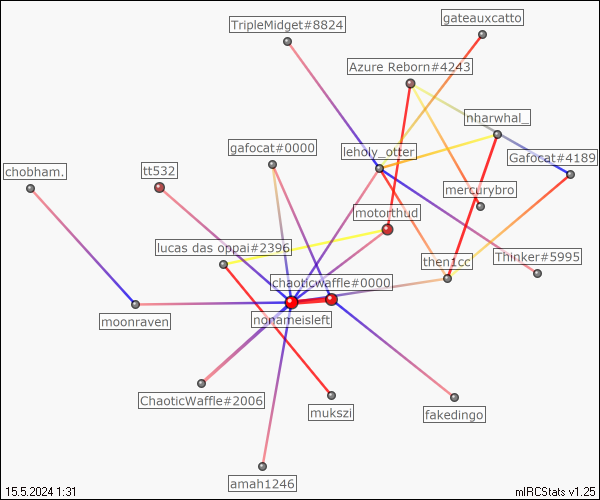 TripleMidget#8824
gateauxcatto
Azure Reborn#4243
nharwhal_
gafocat#0000
leholy_otter
Gafocat#4189
chobham.
tt532
mercurybro
motorthud
lucas das oppai#2396
then1cc
Thinker#5995
chaoticwaffle#0000
moonraven
nonameisleft
ChaoticWaffle#2006
mukszi
fakedingo
amah1246
15.5.2024 1:31
mIRCStats v1.25